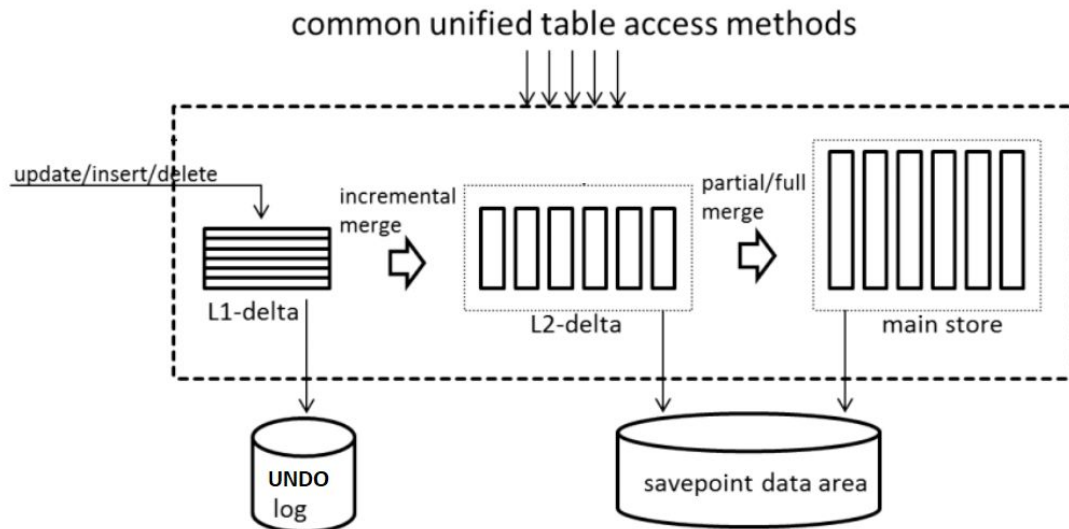 common unified table access methods
update/insert/delete
incremental
merge
partial/full
merge
L1-delta
L2-delta
main store
UNDO
log
savepoint data area